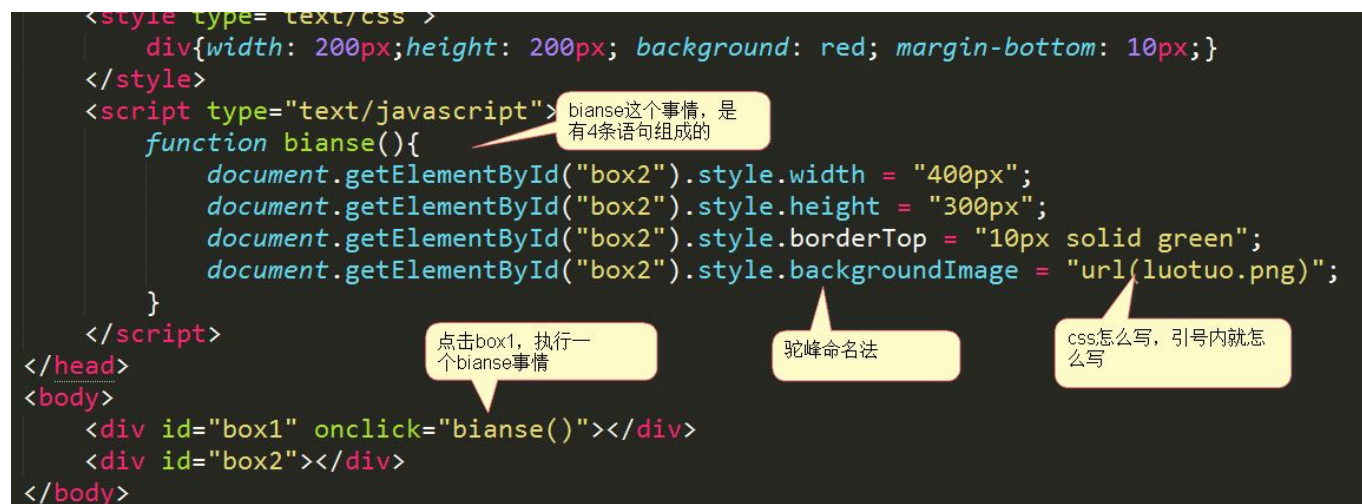 <style type="text/css">
div{width: 200px;height: 200px; background: red; margin-bottom: 10px;}
</style>
<script type="text/javascript">
bianse这个事情，是
有4条语句组成的
function bianse(){
document.getElementById("box2").style.width = "400px";
document.getElementById("box2").style.height = "300px";
document.getElementById("box2").style.borderTop = "10px solid green";
document.getElementById("box2").style.backgroundImage = "url(luotuo.png)";
}
</script>
点击box1，执行一
个bianse事情
驼峰命名法
css怎么写，引号内就怎
么写
</head>
<body>
<div id="box1" onclick="bianse()"></div>
<div id="box2"></div>
</body>